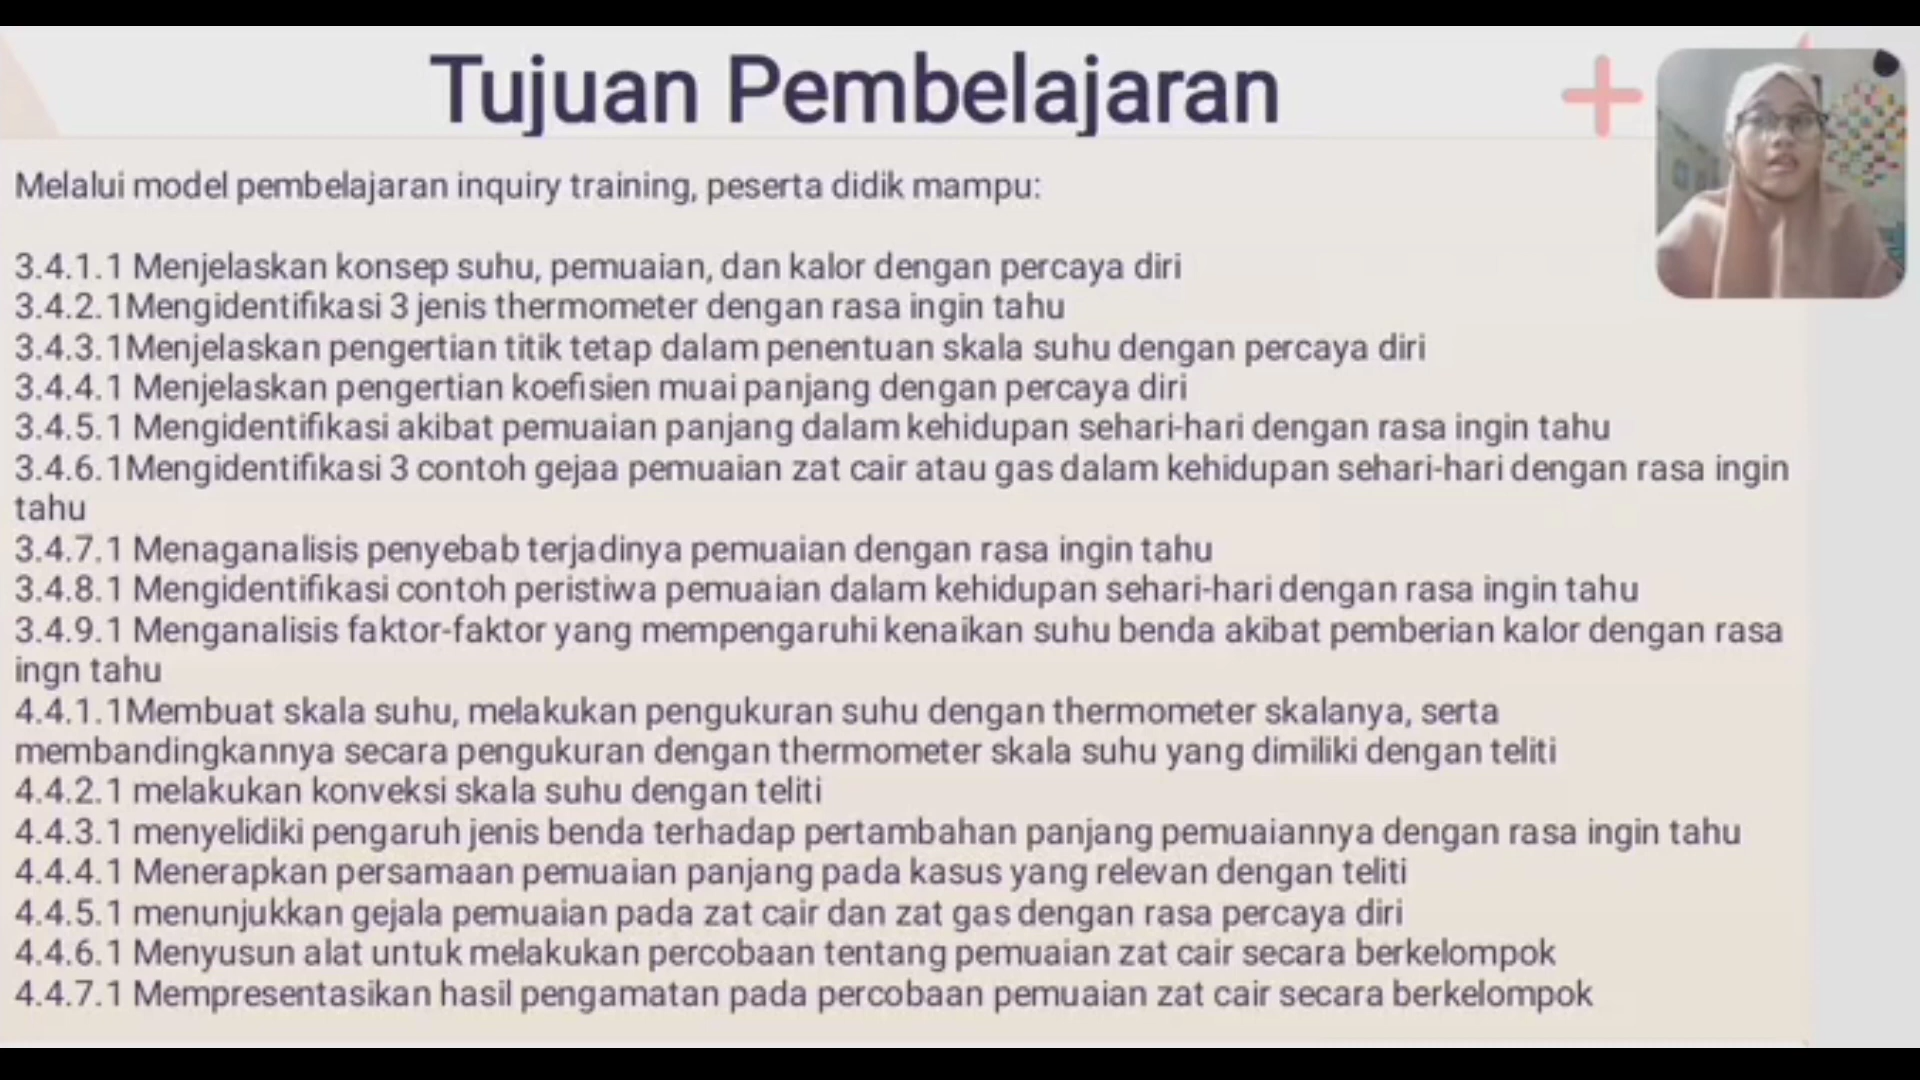 Tujuan Pembelajaran
Melalui model pembelajaran inquiry training, peserta didik mampu:
3.4.1.1 Menjelaskan konsep suhu, pemuaian, dan kalor dengan percaya diri
3.4.2.1Mengidentifikasi 3 jenis thermometer dengan rasa ingin tahu
3.4.3.1Menjelaskan pengertian titik tetap dalam penentuan skala suhu dengan percaya diri
3.4.4.1 Menjelaskan pengertian koefisien muai panjang dengan percaya diri
3.4.5.1 Mengidentifikasi akibat pemuaian panjang dalam kehidupan sehari-hari dengan rasa ingin tahu
3.4.6.1Mengidentifikasi 3 contoh gejaa pemuaian zat cair atau gas dalam kehidupan sehari-hari dengan rasa ingin
tahu
3.4.7.1 Menaganalisis penyebab terjadinya pemuaian dengan rasa ingin tahu
3.4.8.1 Mengidentifikasi contoh peristiwa pemuaian dalam kehidupan sehari-hari dengan rasa ingin tahu
3.4.9.1 Menganalisis faktor-faktor yang mempengaruhi kenaikan suhu benda akibat pemberian kalor dengan rasa
ingn tahu
4.4.1.1Membuat skala suhu, melakukan pengukuran suhu dengan thermometer skalanya, serta
membandingkannya secara pengukuran dengan thermometer skala suhu yang dimiliki dengan teliti
4.4.2.1 melakukan konveksi skala suhu dengan teliti
4.4.3.1 menyelidiki pengaruh jenis benda terhadap pertambahan panjang pemuaiannya dengan rasa ingin tahu
4.4.4.1 Menerapkan persamaan pemuaian panjang pada kasus yang relevan dengan teliti
4.4.5.1 menunjukkan gejala pemuaian pada zat cair dan zat gas dengan rasa percaya diri
4.4.6.1 Menyusun alat untuk melakukan percobaan tentang pemuaian zat cair secara berkelompok
4.4.7.1 Mempresentasikan hasil pengamatan pada percobaan pemuaian zat cair secara berkelompok